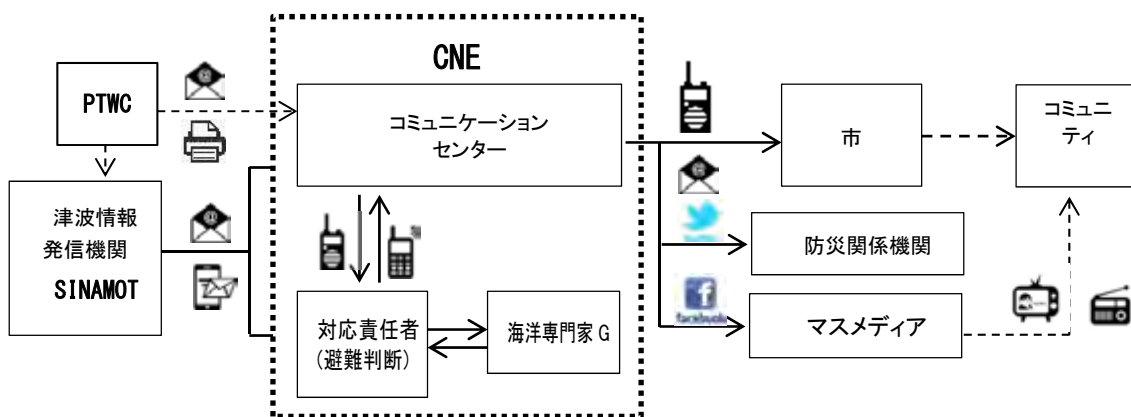 CNE
PTWC
コミュニケーション
センター
市
コミュニ
ティ
津波情報
発信機関
SINAMOT
防災関係機関
facebook
マスメディア
対応責任者
(避難判断)
海洋専門家 G